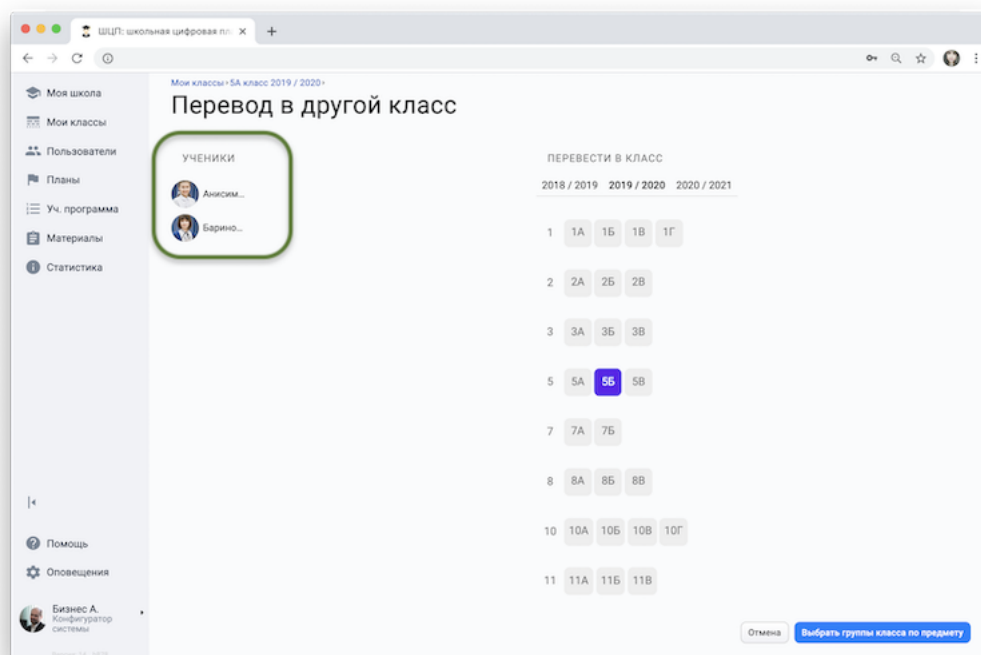 ШЦП: школьная цифровая пл
Мои классы › 5А класс 2019 / 2020 ›
Перевод в другой класс
Моя школа
Мои классы
Пользователи
Планы
Уч. программа
Материалы
Статистика
УЧЕНИКИ
Анисим...
Барино...
ПЕРЕВЕСТИ В КЛАСС
2018 / 2019 2019 / 2020 2020 / 2021
1 1А 1Б 1В 1Г
2 2А 2Б 2В
3 3А 3Б 3В
5 5А 5Б 5В
7 7А 7Б
8 8А 8Б 8В
10 10А 10Б 10В 10Г
11 11А 11Б 11В
Помощь
Оповещения
Бизнес А.
Конфигуратор
системы
Отмена
Выбрать группы класса по предмету